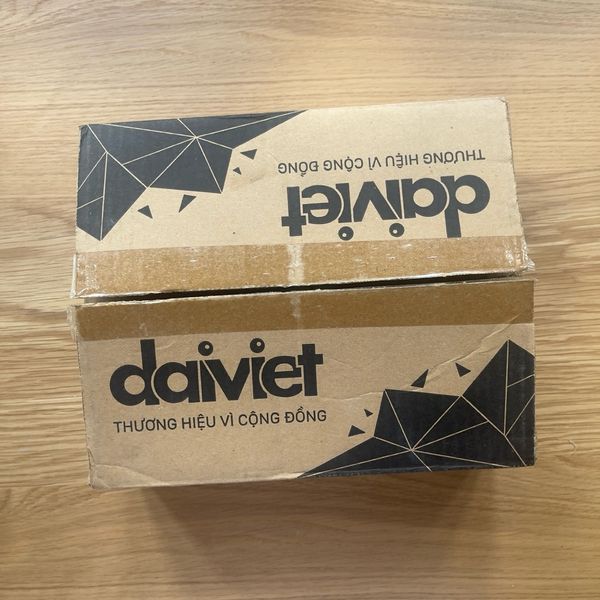 THƯƠNG HIỆU VÌ CỘNG ĐỒNG
daiviet
daiviet
THƯƠNG HIỆU VÌ CỘNG ĐỒNG